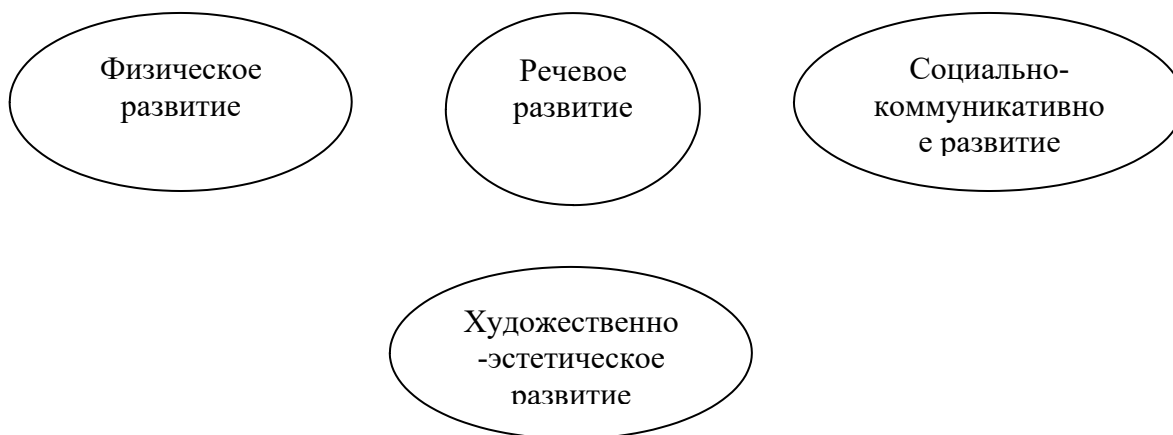 Физическое
развитие
Речевое
развитие
Социально-
коммуникативно
е развитие
Художественно
-эстетическое
развитие